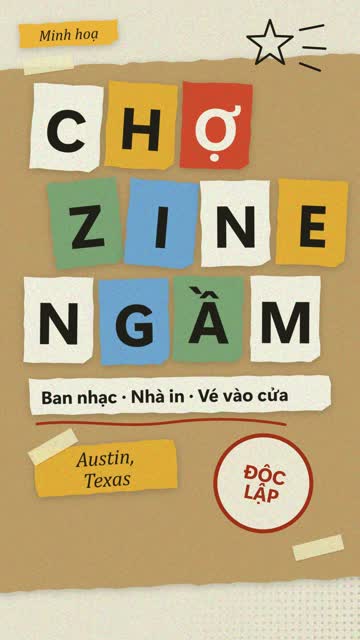 Minh hoạ
CHỢ
ZINE
NGẦM
Ban nhạc · Nhà in · Vé vào cửa
Austin,
Texas
ĐỘC
LẬP